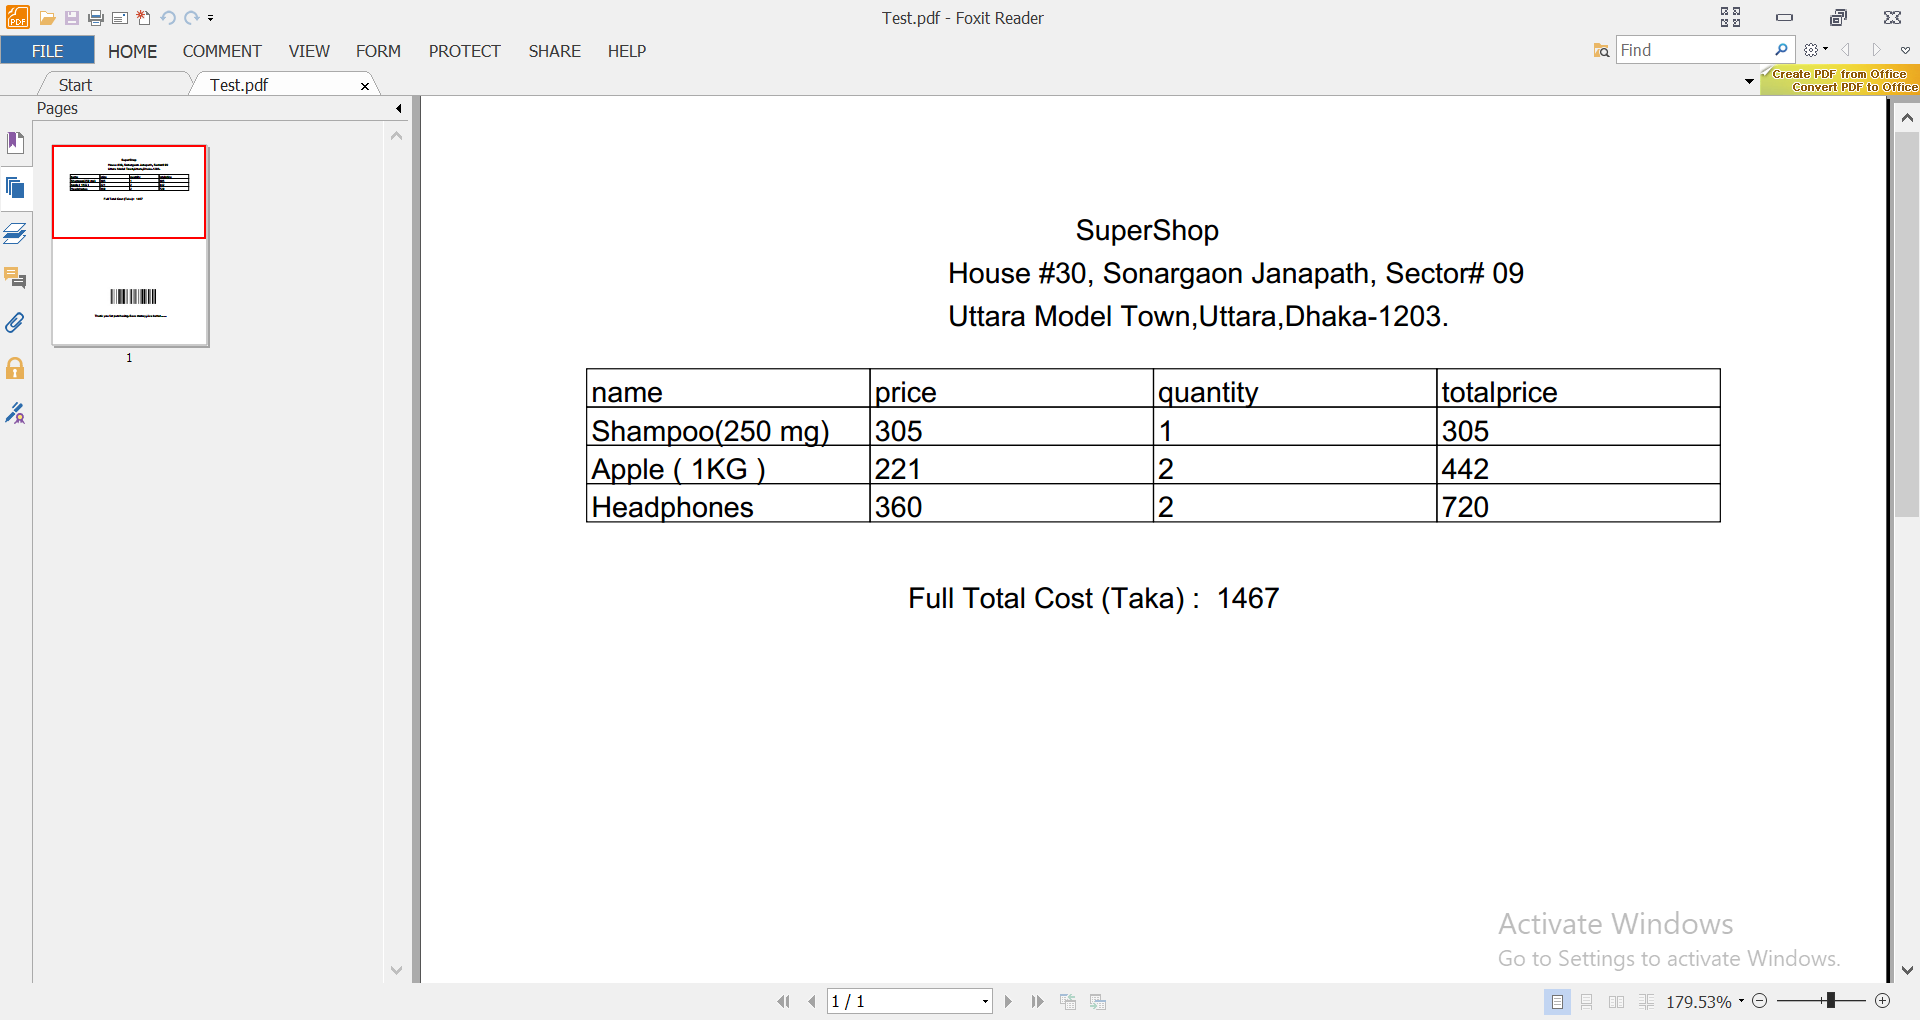 Test.pdf - Foxit Reader
FILE HOME COMMENT VIEW FORM PROTECT SHARE HELP
Find
Start Test.pdf
Create PDF from Office
Convert PDF to Office
Pages
1
SuperShop
House #30, Sonargaon Janapath, Sector# 09
Uttara Model Town,Uttara,Dhaka-1203.
name price quantity totalprice
Shampoo(250 mg) 305 1 305
Apple ( 1KG ) 221 2 442
Headphones 360 2 720
Full Total Cost (Taka) : 1467
Activate Windows
Go to Settings to activate Windows.
1 / 1
179.53%